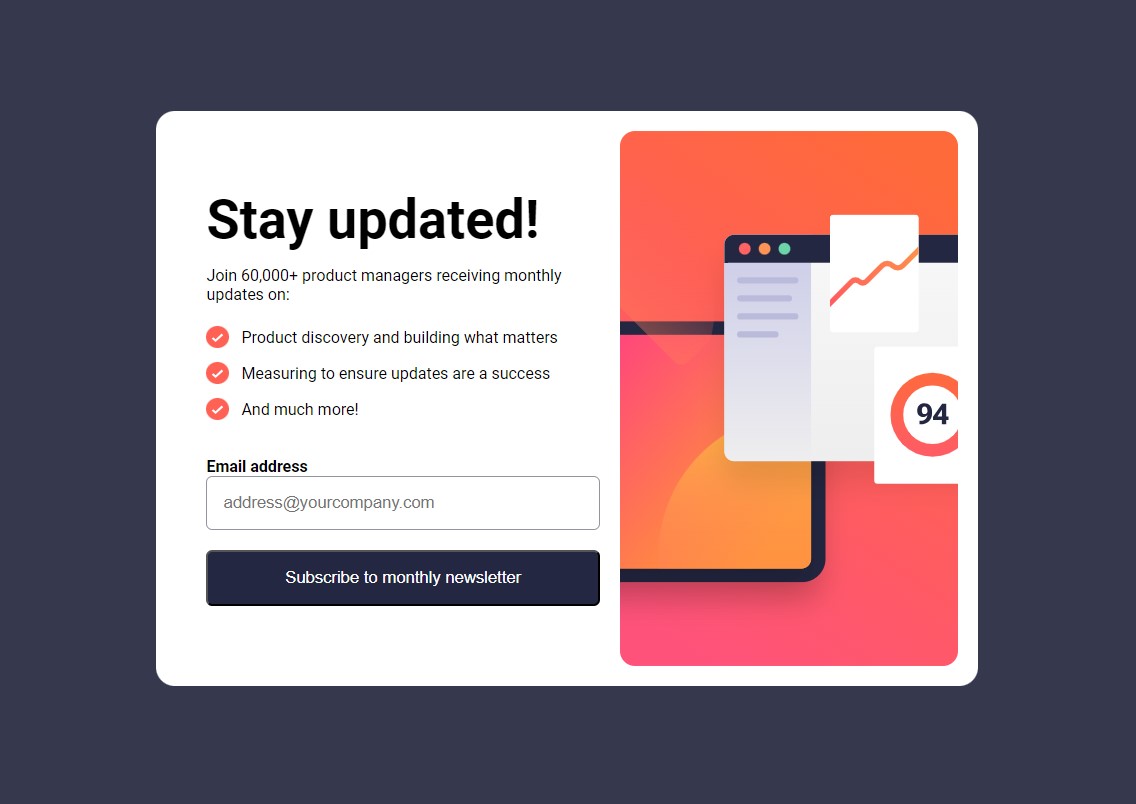 Stay updated!
Join 60,000+ product managers receiving monthly
updates on:
Product discovery and building what matters
Measuring to ensure updates are a success
And much more!
Email address
address@yourcompany.com
Subscribe to monthly newsletter
94